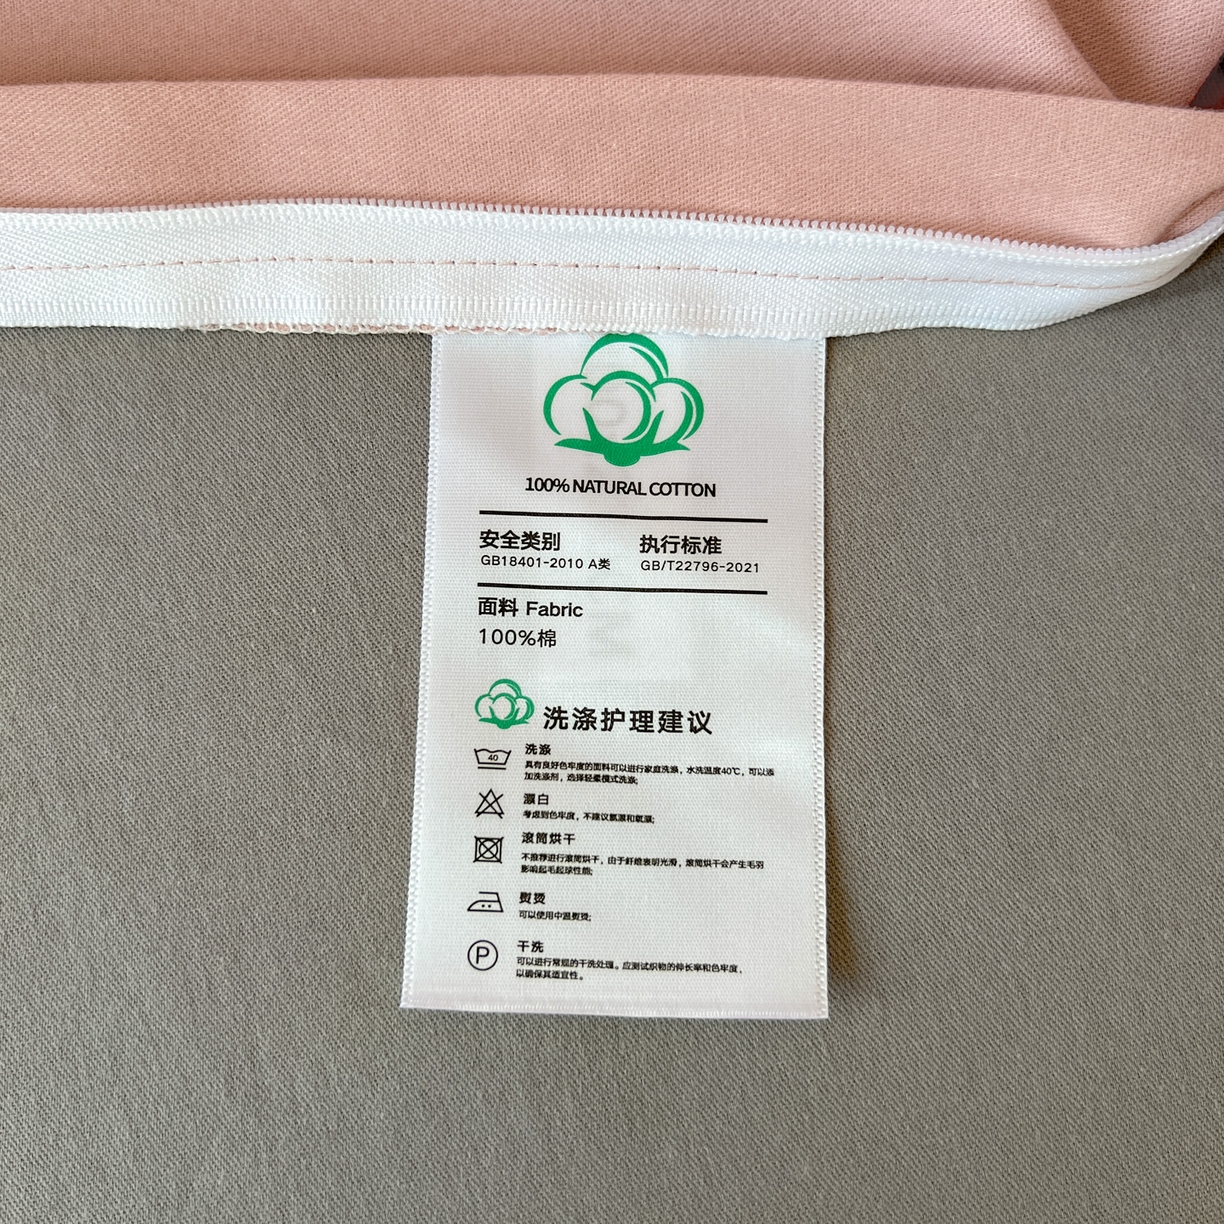 100% NATURAL COTTON
安全类别 执行标准
GB18401-2010 A类 GB/T22796-2021
面料 Fabric
100%棉
洗涤护理建议
40
洗涤
具有良好色牢度的面料可以进行家庭洗涤，水洗温度40℃，可以添
加洗涤剂，选择轻柔模式洗涤;
漂白
考虑到色牢度，不建议氯漂和氧漂;
滚筒烘干
不推荐进行滚筒烘干，由于纤维表明光滑，滚筒烘干会产生毛羽
影响起毛起球性能;
熨烫
可以使用中温熨烫;
P
干洗
可以进行常规的干洗处理。应测试织物的伸长率和色牢度，
以确保其适宜性。